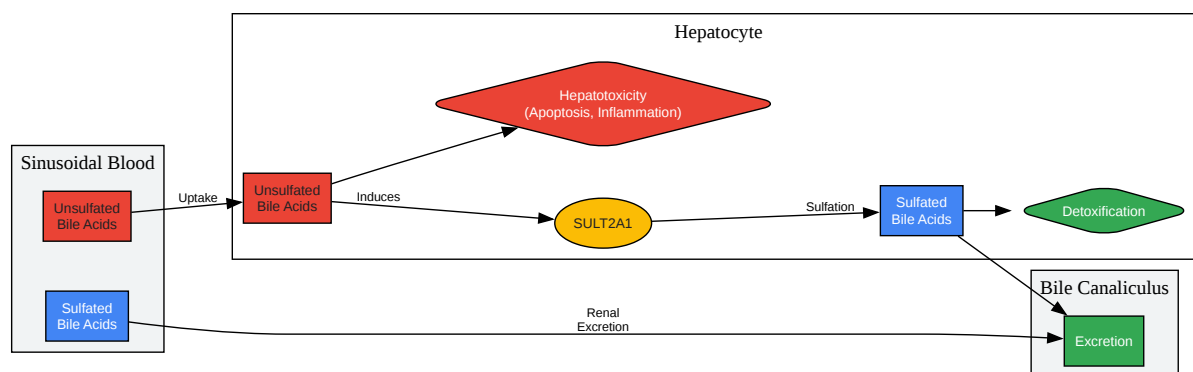 Hepatocyte
Hepatotoxicity
(Apoptosis, Inflammation)
Sinusoidal Blood
Unsulfated
Bile Acids
Uptake
Unsulfated
Bile Acids
Induces
SULT2A1
Sulfation
Sulfated
Bile Acids
Detoxification
Sulfated
Bile Acids
Renal
Excretion
Bile Canaliculus
Excretion